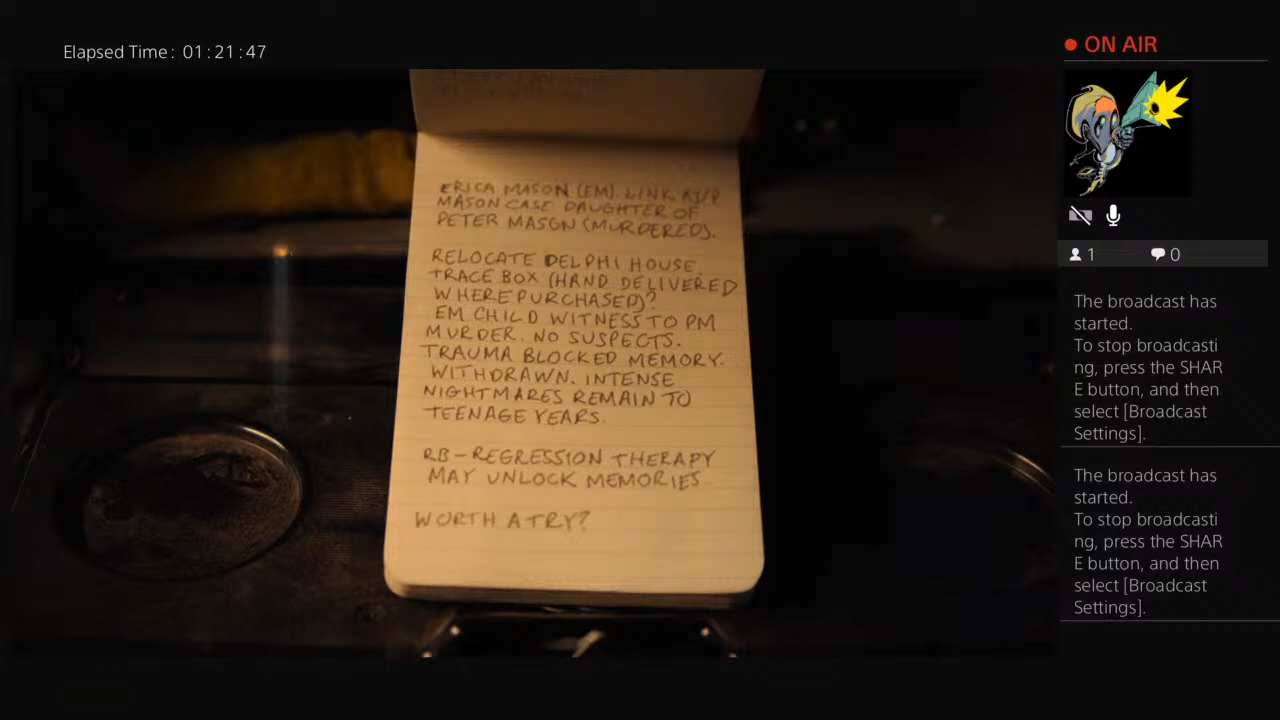 Elapsed Time: 01:21:47
ON AIR
ERICA MASON (EM). LINK
MASON CASE DAUGHTER OF
PETER MASON (MURDERED).
RELOCATE DELPHI HOUSE
TRACE BOX (HAND DELIVERED
WHERE PURCHASED)?
EM CHILD WITNESS TO PM
MURDER. NO SUSPECTS.
TRAUMA BLOCKED MEMORY.
WITHDRAWN. INTENSE
NIGHTMARES REMAIN TO
TEENAGE YEARS.
RB-REGRESSION THERAPY
MAY UNLOCK MEMORIES
WORTH A TRY?
1
0
The broadcast has
started.
To stop broadcasti
ng, press the SHAR
E button, and then
select [Broadcast
Settings].
The broadcast has
started.
To stop broadcasti
ng, press the SHAR
E button, and then
select [Broadcast
Settings].